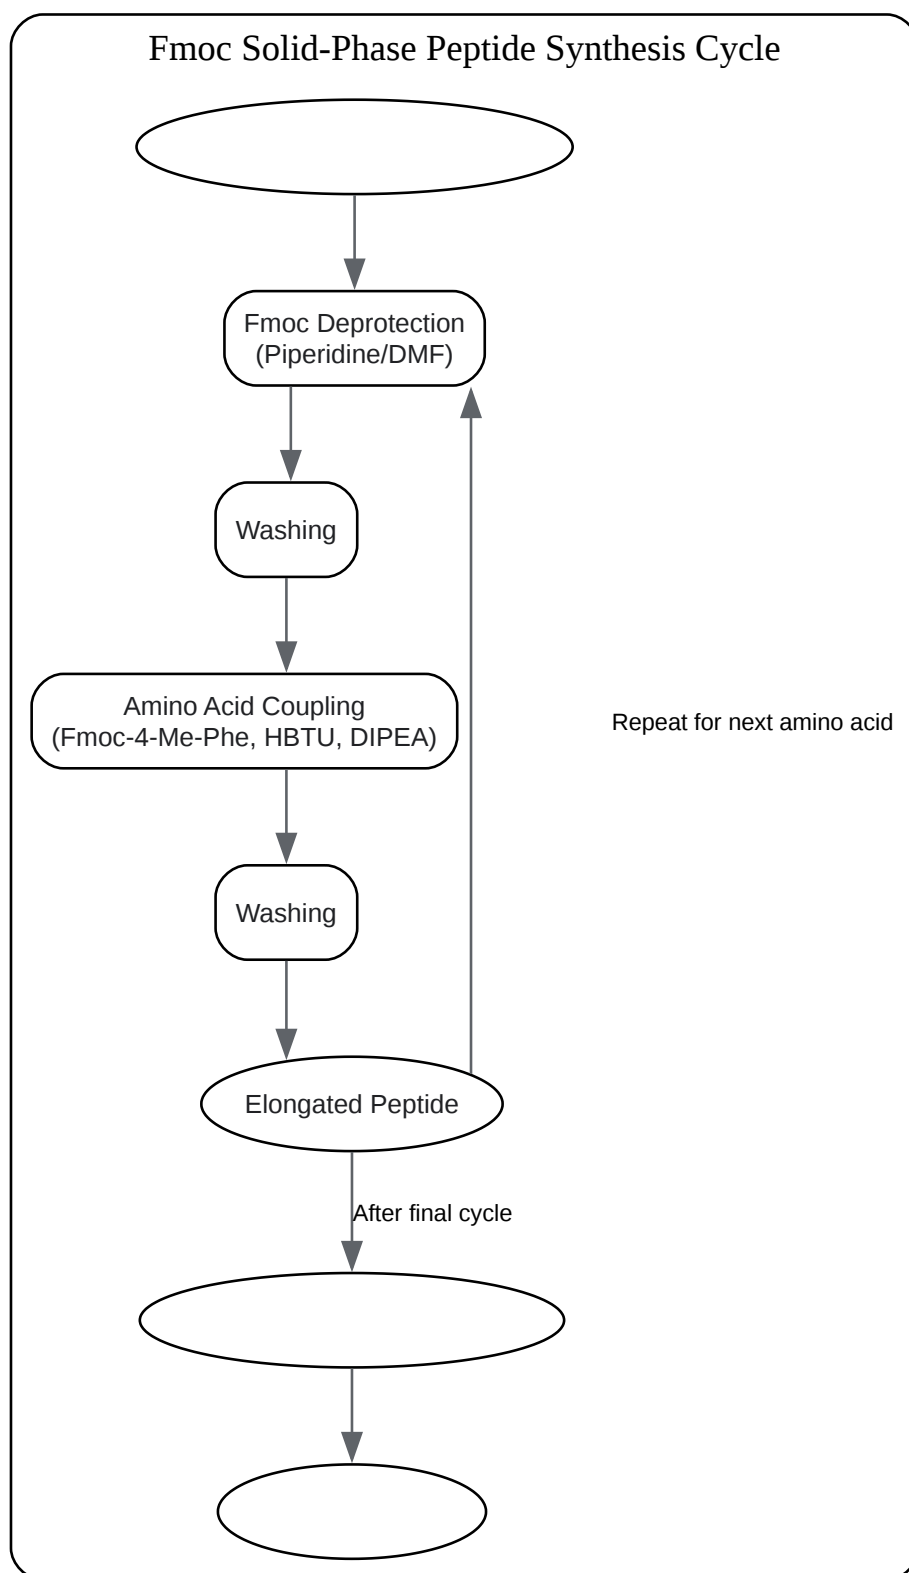 Fmoc Solid-Phase Peptide Synthesis Cycle
Fmoc Deprotection
(Piperidine/DMF)
Washing
Amino Acid Coupling
(Fmoc-4-Me-Phe, HBTU, DIPEA)
Repeat for next amino acid
Washing
Elongated Peptide
After final cycle